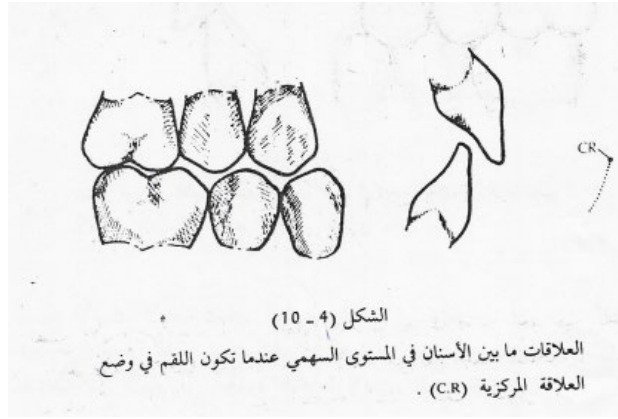 CR
الشكل (4 ـ 10)
العلاقات ما بين الأسنان في المستوى السهمي عندما تكون اللقم في وضع
العلاقة المركزية (C.R) .